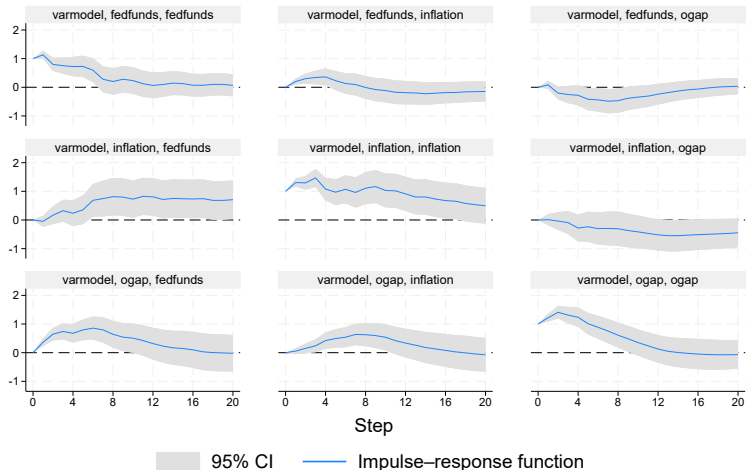 varmodel, fedfunds, fedfunds
varmodel, fedfunds, inflation
varmodel, fedfunds, ogap
2
1
0
-1
varmodel, inflation, fedfunds
varmodel, inflation, inflation
varmodel, inflation, ogap
2
1
0
-1
varmodel, ogap, fedfunds
varmodel, ogap, inflation
varmodel, ogap, ogap
2
1
0
-1
0 4 8 12 16 20
0 4 8 12 16 20
0 4 8 12 16 20
Step
95% CI
Impulse–response function